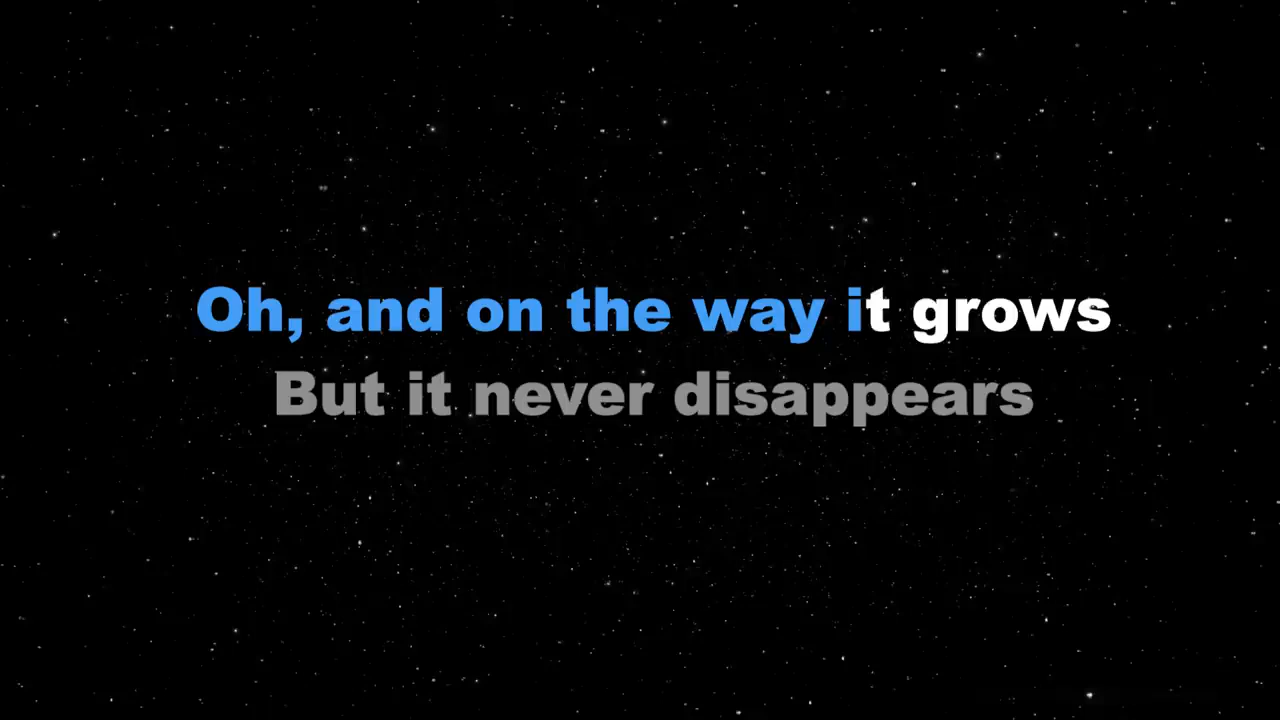 Oh, and on the way it grows
But it never disappears